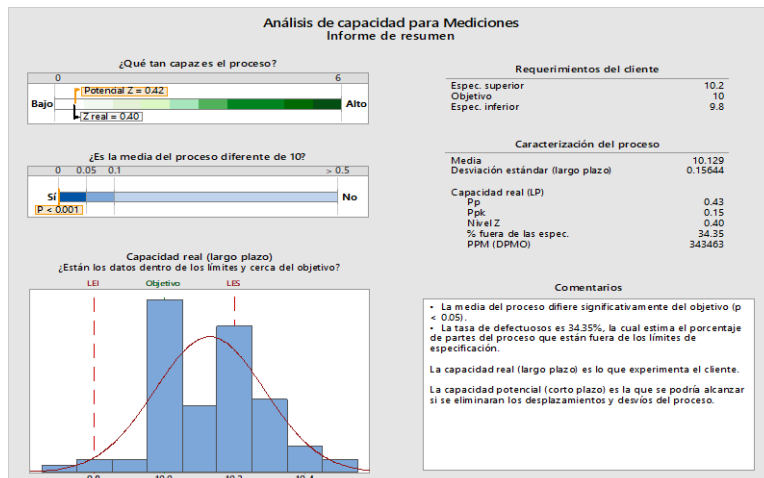 Análisis de capacidad para Mediciones
Informe de resumen
¿Qué tan capaz es el proceso?
0 6
Potencial Z = 0.42
Bajo Alto
Z real = 0.40
¿Es la media del proceso diferente de 10?
0 0.05 0.1 > 0.5
Sí No
P < 0.001
Capacidad real (largo plazo)
¿Están los datos dentro de los límites y cerca del objetivo?
LEI Objetivo LES
9.8 10.0 10.2 10.4
Requerimientos del cliente
Espec. superior 10.2
Objetivo 10
Espec. inferior 9.8
Caracterización del proceso
Media 10.129
Desviación estándar (largo plazo) 0.15644
Capacidad real (LP)
Pp 0.43
Ppk 0.15
Nivel Z 0.40
% fuera de las espec. 34.35
PPM (DPMO) 343463
Comentarios
• La media del proceso difiere significativamente del objetivo (p
< 0.05).
• La tasa de defectuosos es 34.35%, la cual estima el porcentaje
de partes del proceso que están fuera de los límites de
especificación.
La capacidad real (largo plazo) es lo que experimenta el cliente.
La capacidad potencial (corto plazo) es la que se podría alcanzar
si se eliminaran los desplazamientos y desvíos del proceso.